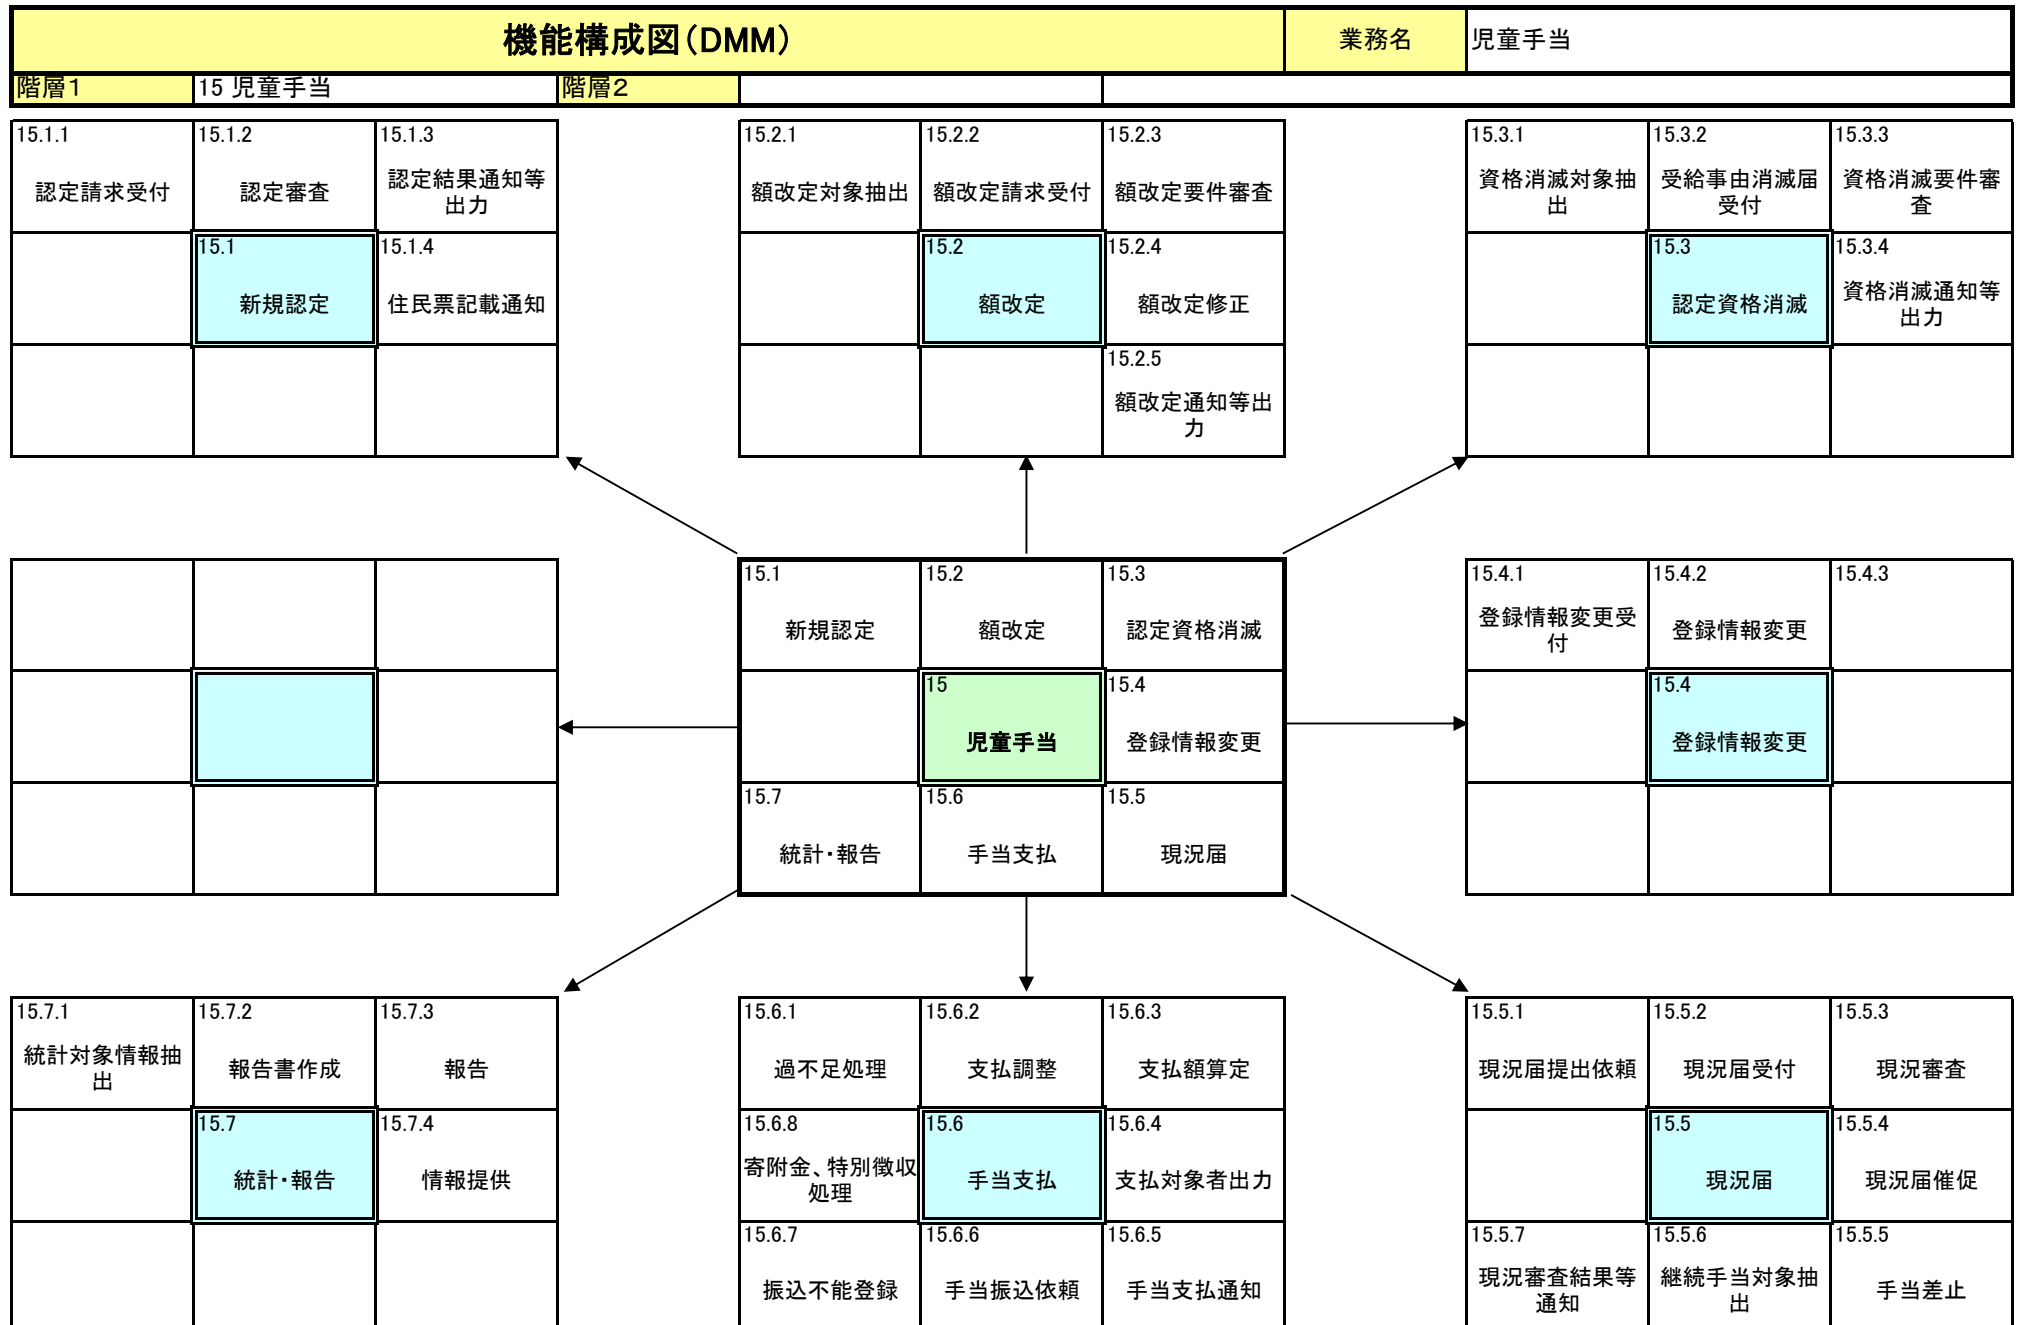 機能構成図(DMM)
業務名
児童手当
階層1
15 児童手当
階層2
15.1.1
認定請求受付
15.1.2
認定審査
15.1.3
認定結果通知等
出力
15.1
新規認定
15.1.4
住民票記載通知
15.2.1
額改定対象抽出
15.2.2
額改定請求受付
15.2.3
額改定要件審査
15.2
額改定
15.2.4
額改定修正
15.2.5
額改定通知等出
力
15.3.1
資格消滅対象抽
出
15.3.2
受給事由消滅届
受付
15.3.3
資格消滅要件審
査
15.3
認定資格消滅
15.3.4
資格消滅通知等
出力
15.1
新規認定
15.2
額改定
15.3
認定資格消滅
15
児童手当
15.4
登録情報変更
15.7
統計・報告
15.6
手当支払
15.5
現況届
15.4.1
登録情報変更受
付
15.4.2
登録情報変更
15.4.3
15.4
登録情報変更
15.7.1
統計対象情報抽
出
15.7.2
報告書作成
15.7.3
報告
15.7
統計・報告
15.7.4
情報提供
15.6.1
過不足処理
15.6.2
支払調整
15.6.3
支払額算定
15.6.8
寄附金、特別徴収
処理
15.6
手当支払
15.6.4
支払対象者出力
15.6.7
振込不能登録
15.6.6
手当振込依頼
15.6.5
手当支払通知
15.5.1
現況届提出依頼
15.5.2
現況届受付
15.5.3
現況審査
15.5
現況届
15.5.4
現況届催促
15.5.7
現況審査結果等
通知
15.5.6
継続手当対象抽
出
15.5.5
手当差止